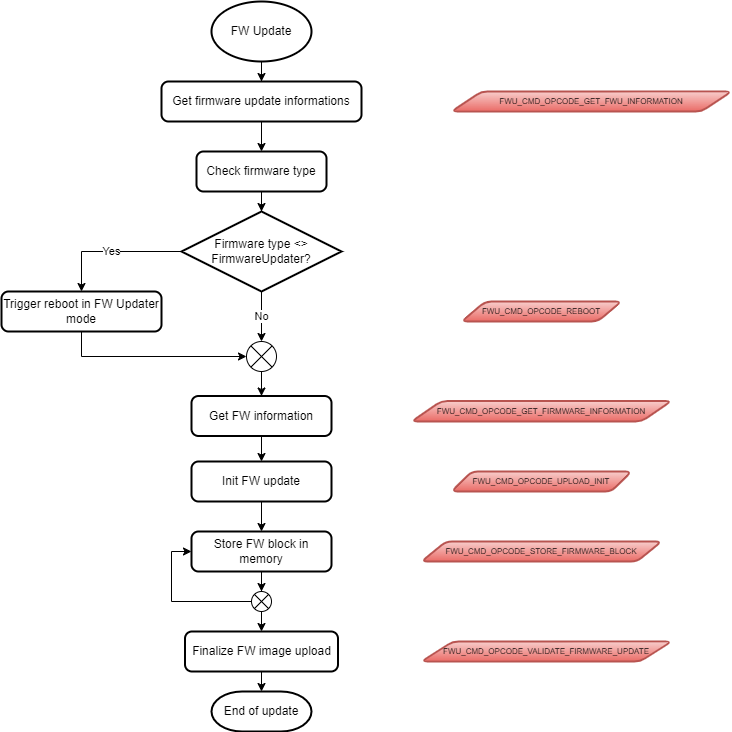 FW Update
Get firmware update informations
FWU_CMD_OPCODE_GET_FWU_INFORMATION
Check firmware type
Firmware type <>
FirmwareUpdater?
Yes
Trigger reboot in FW Updater
mode
No
FWU_CMD_OPCODE_REBOOT
Get FW information
FWU_CMD_OPCODE_GET_FIRMWARE_INFORMATION
Init FW update
FWU_CMD_OPCODE_UPLOAD_INIT
Store FW block in
memory
FWU_CMD_OPCODE_STORE_FIRMWARE_BLOCK
Finalize FW image upload
FWU_CMD_OPCODE_VALIDATE_FIRMWARE_UPDATE
End of update